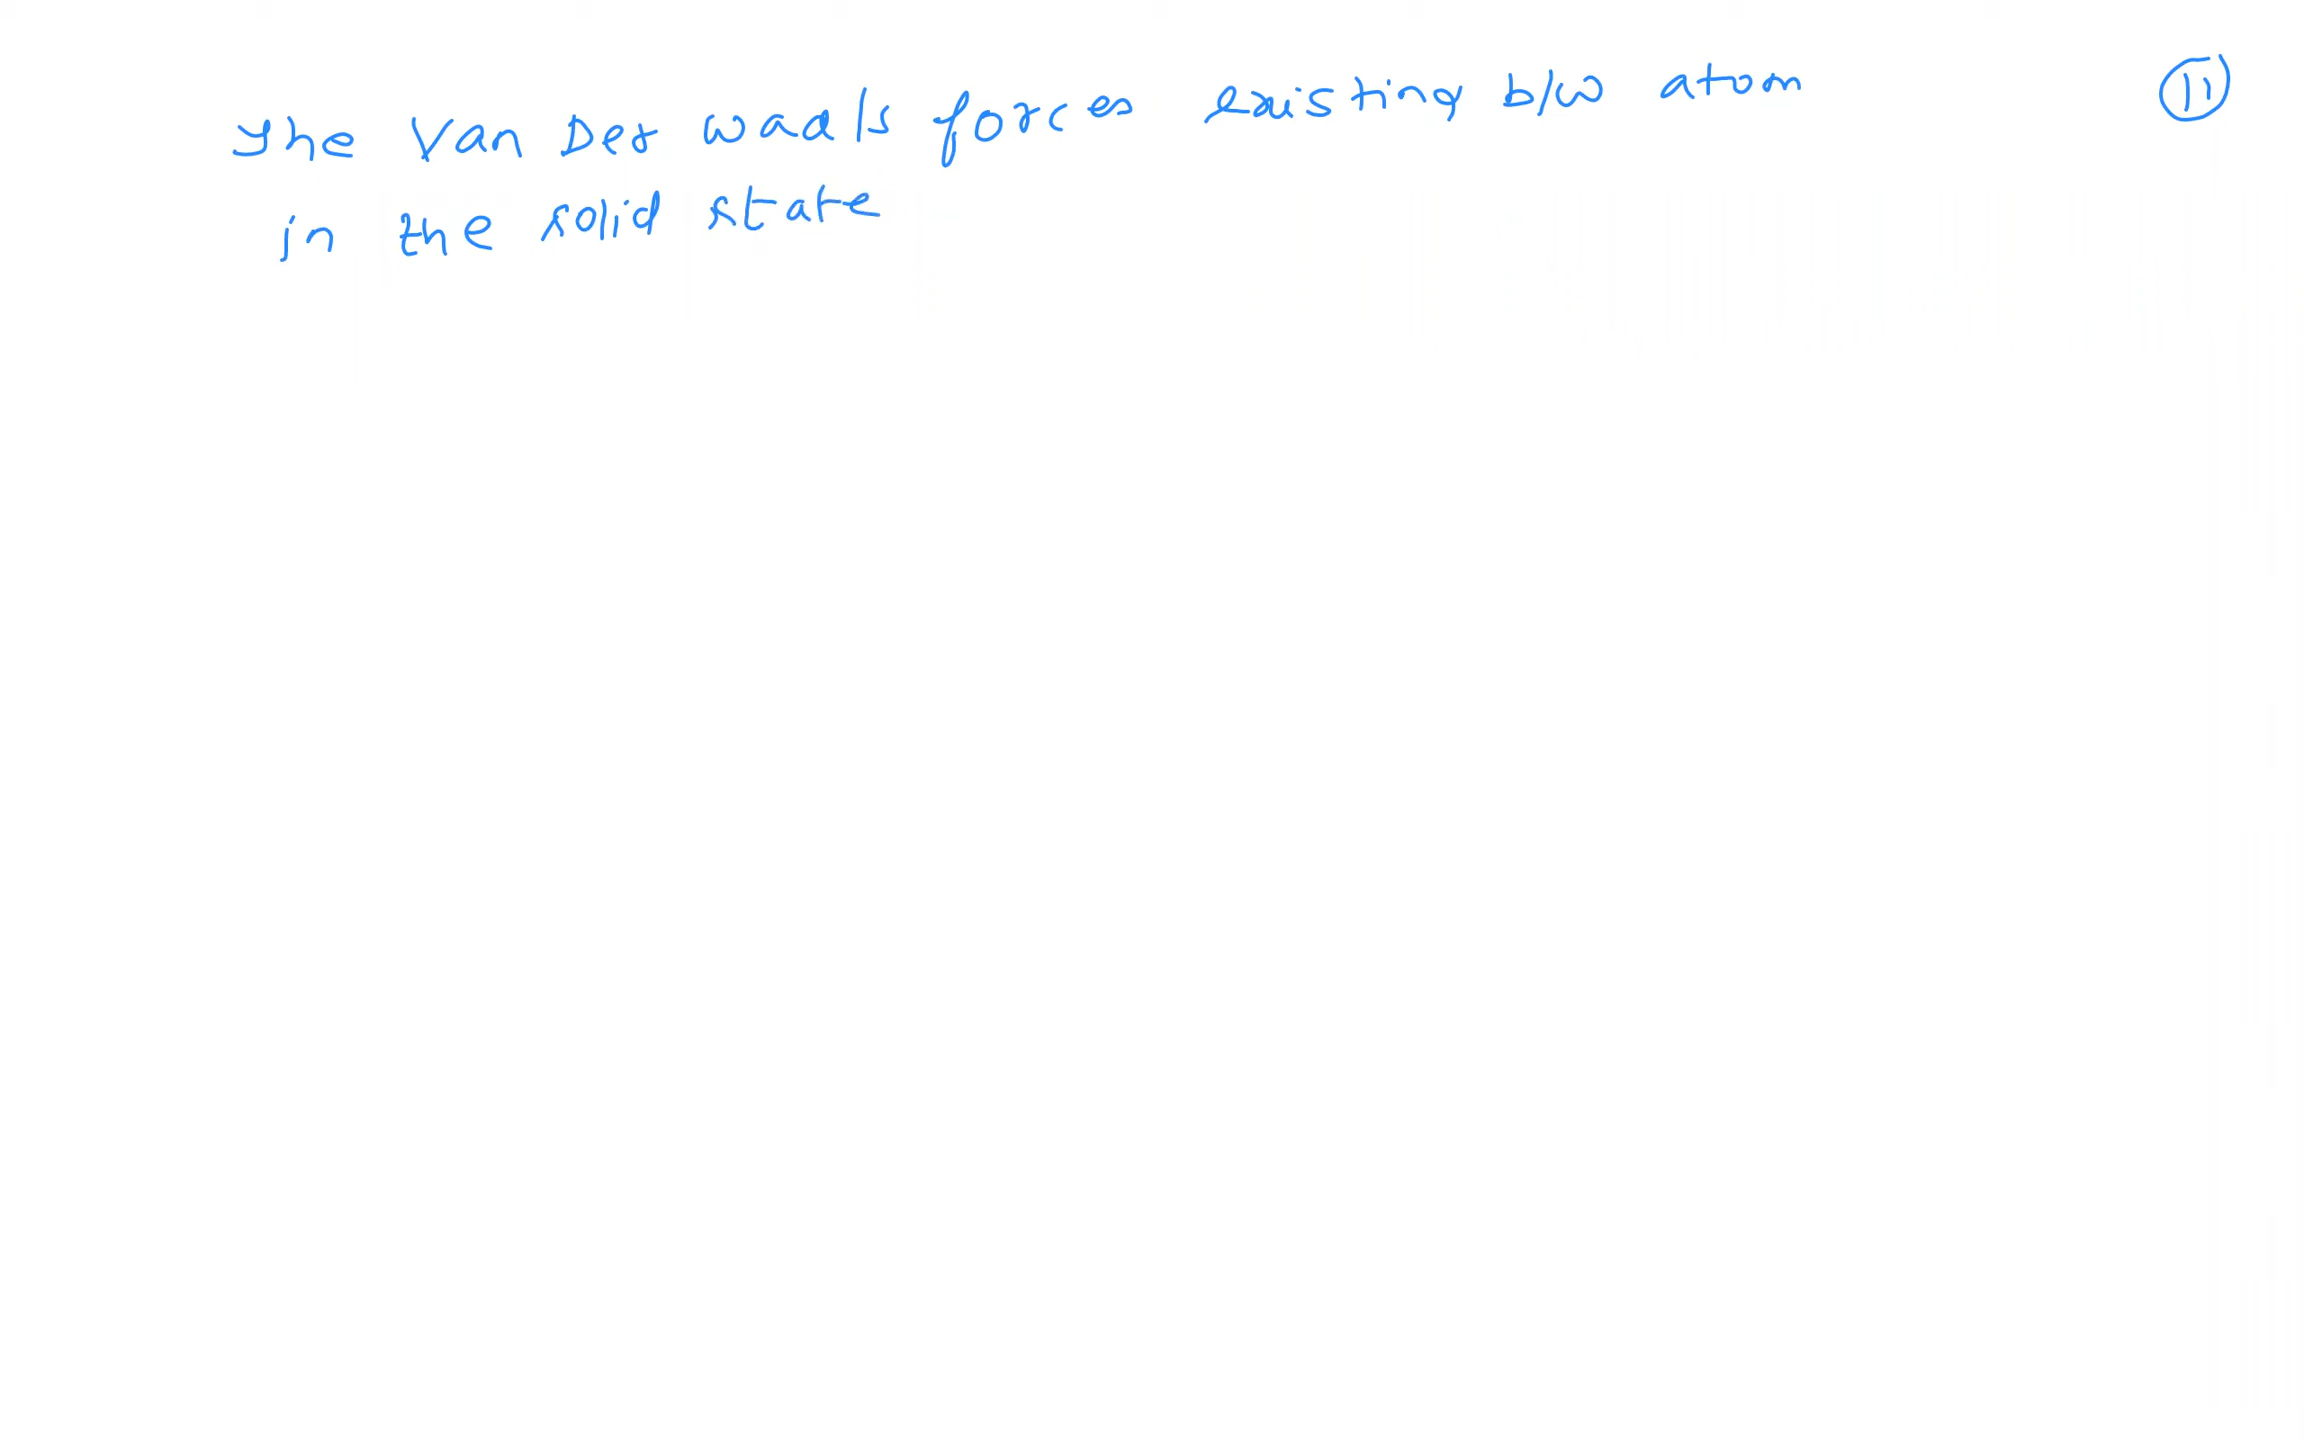 The Van Der waals forces existing b/w atom 11
in the solid state